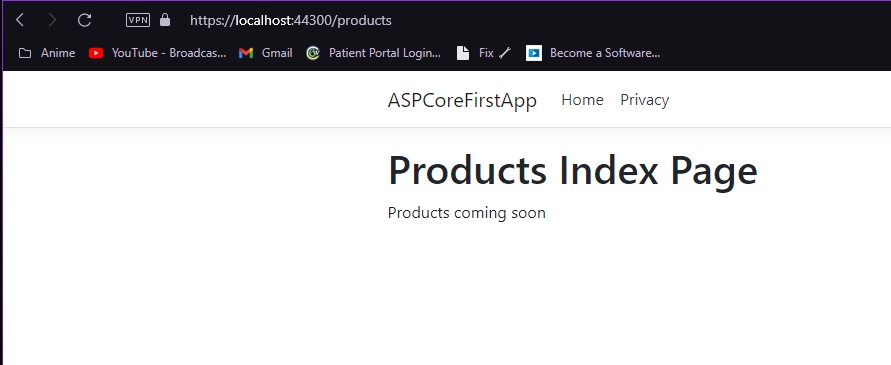 VPN https://localhost:44300/products
Anime YouTube - Broadcas... Gmail Patient Portal Login... Fix Become a Software...
ASPCoreFirstApp Home Privacy
Products Index Page
Products coming soon